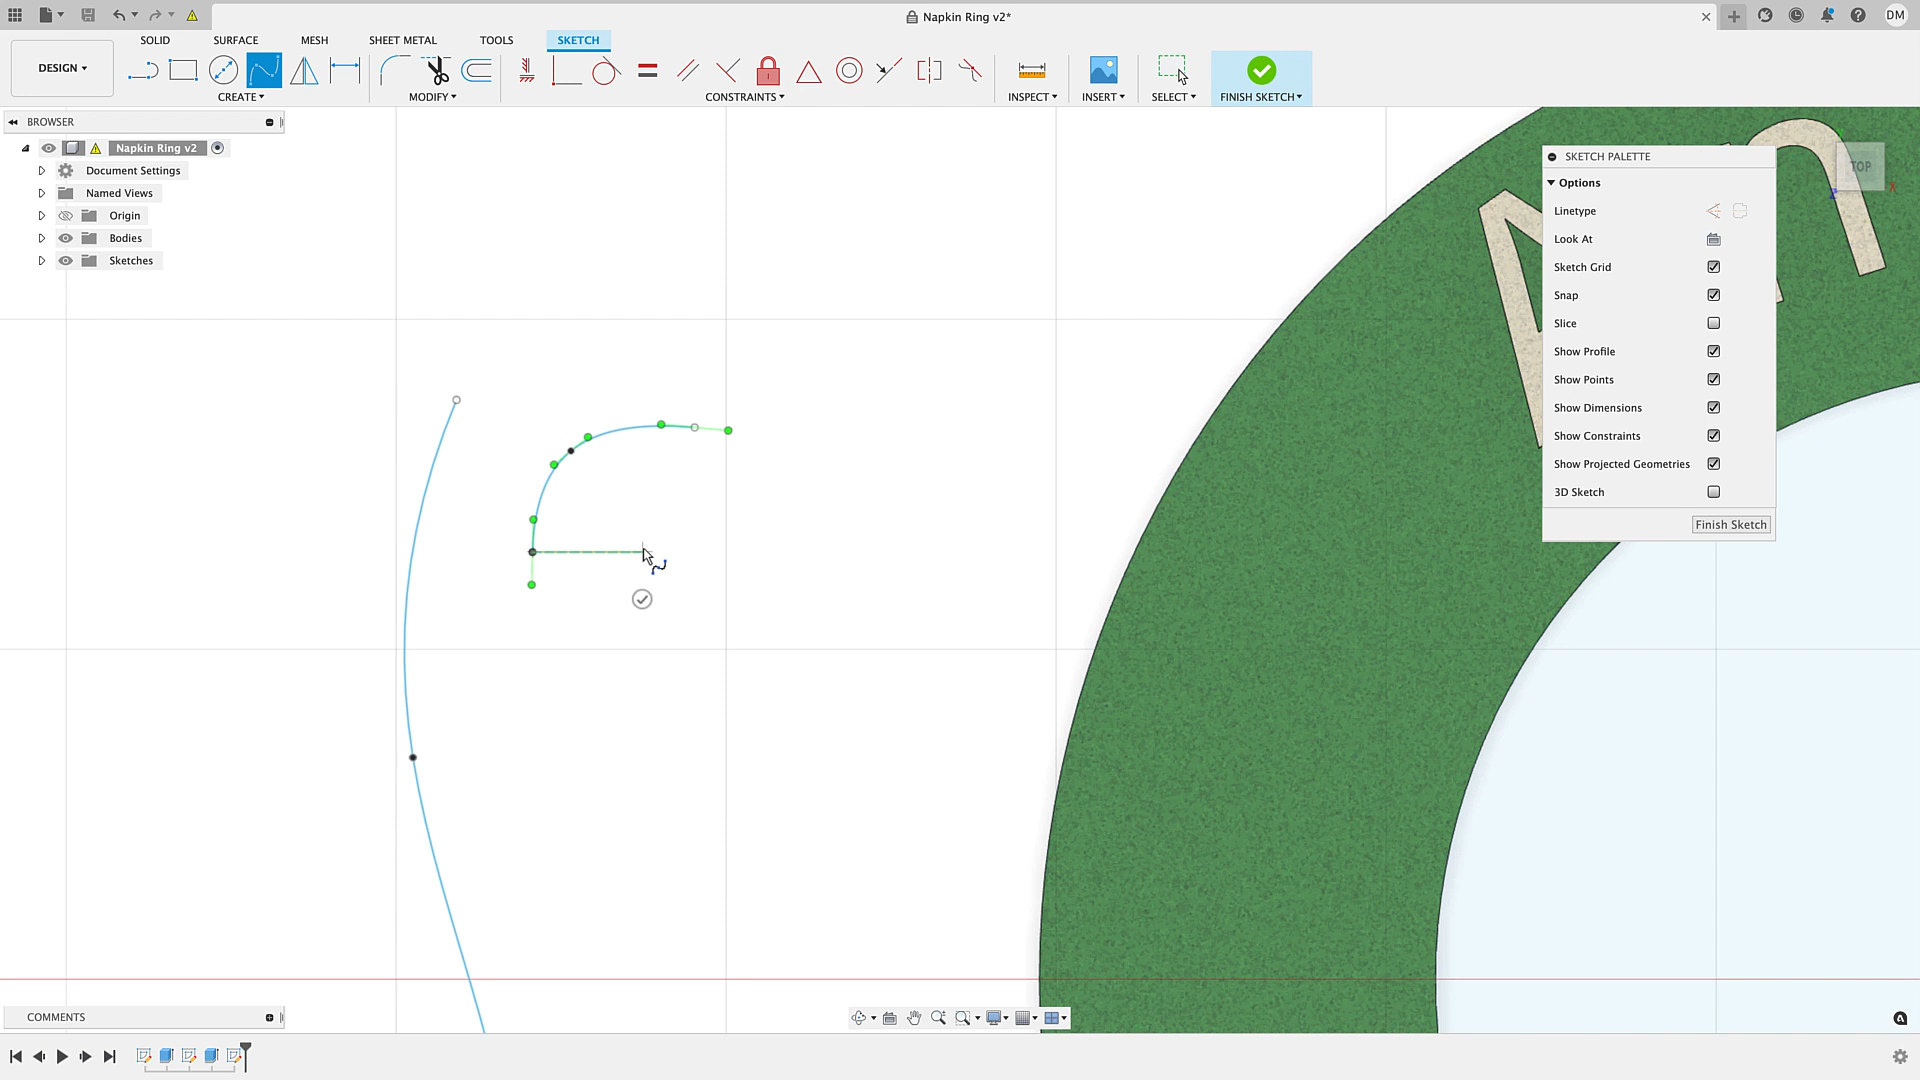 Napkin Ring v2*
DM
DESIGN
SOLID
SURFACE
MESH
SHEET METAL
TOOLS
SKETCH
CREATE
MODIFY
CONSTRAINTS
INSPECT
INSERT
SELECT
FINISH SKETCH
BROWSER
Napkin Ring v2
Document Settings
Named Views
Origin
Bodies
Sketches
SKETCH PALETTE
Options
Linetype
Look At
Sketch Grid
Snap
Slice
Show Profile
Show Points
Show Dimensions
Show Constraints
Show Projected Geometries
3D Sketch
Finish Sketch
TOP
X
Z
COMMENTS